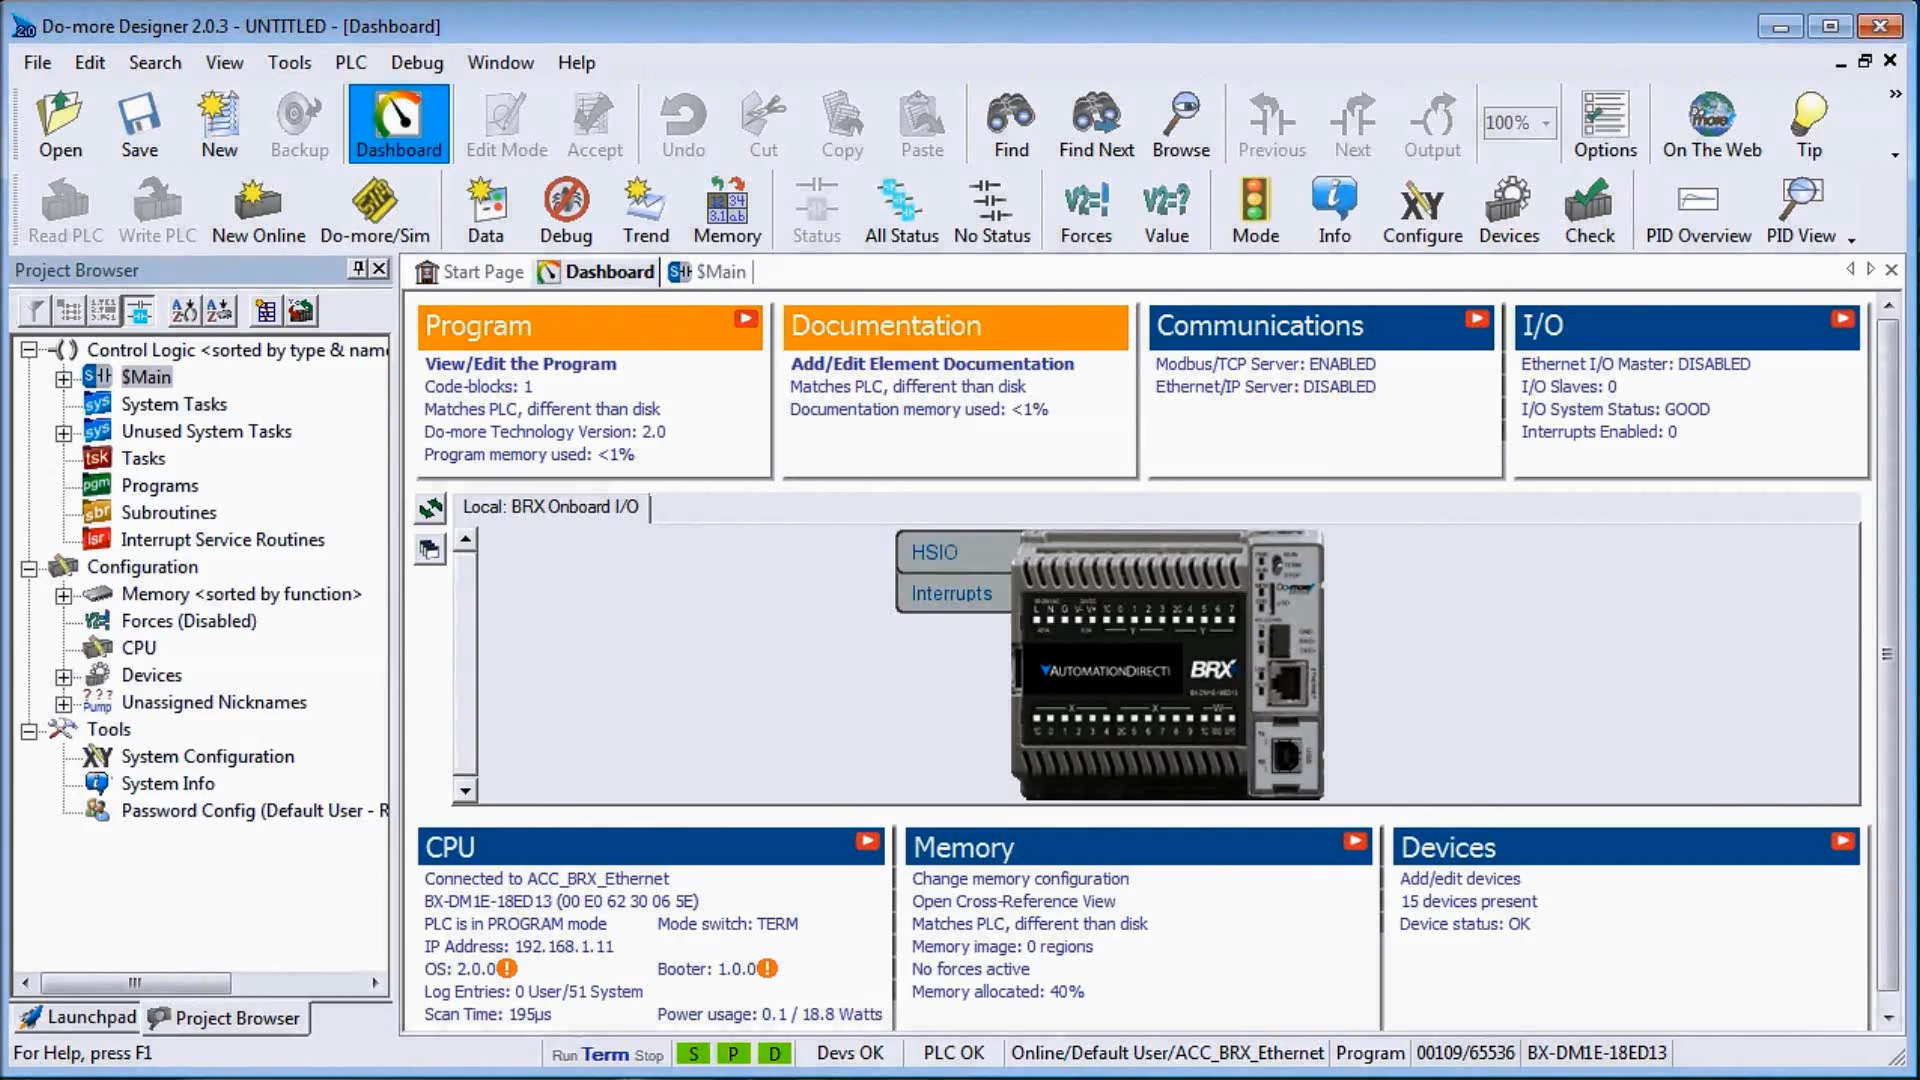 Do-more Designer 2.0.3 - UNTITLED - [Dashboard]
File Edit Search View Tools PLC Debug Window Help
Open Save New Backup Dashboard Edit Mode Accept Undo Cut Copy Paste Find Find Next Browse Previous Next Output 100% Options On The Web Tip
Read PLC Write PLC New Online Do-more/Sim Data Debug Trend Memory Status All Status No Status Forces Value Mode Info Configure Devices Check PID Overview PID View
Project Browser
Start Page Dashboard $Main
Control Logic <sorted by type & name
$Main
System Tasks
Unused System Tasks
Tasks
Programs
Subroutines
Interrupt Service Routines
Configuration
Memory <sorted by function>
Forces (Disabled)
CPU
Devices
Unassigned Nicknames
Tools
System Configuration
System Info
Password Config (Default User - R
Launchpad Project Browser
Program
View/Edit the Program
Code-blocks: 1
Matches PLC, different than disk
Do-more Technology Version: 2.0
Program memory used: <1%
Documentation
Add/Edit Element Documentation
Matches PLC, different than disk
Documentation memory used: <1%
Communications
Modbus/TCP Server: ENABLED
Ethernet/IP Server: DISABLED
I/O
Ethernet I/O Master: DISABLED
I/O Slaves: 0
I/O System Status: GOOD
Interrupts Enabled: 0
Local: BRX Onboard I/O
HSIO
Interrupts
AUTOMATIONDIRECT BRX
BX-DM1E-18ED13
CPU
Connected to ACC_BRX_Ethernet
BX-DM1E-18ED13 (00 E0 62 30 06 5E)
PLC is in PROGRAM mode Mode switch: TERM
IP Address: 192.168.1.11
OS: 2.0.0 Booter: 1.0.0
Log Entries: 0 User/51 System
Scan Time: 195µs Power usage: 0.1 / 18.8 Watts
Memory
Change memory configuration
Open Cross-Reference View
Matches PLC, different than disk
Memory image: 0 regions
No forces active
Memory allocated: 40%
Devices
Add/edit devices
15 devices present
Device status: OK
For Help, press F1 Run Term Stop S P D Devs OK PLC OK Online/Default User/ACC_BRX_Ethernet Program 00109/65536 BX-DM1E-18ED13